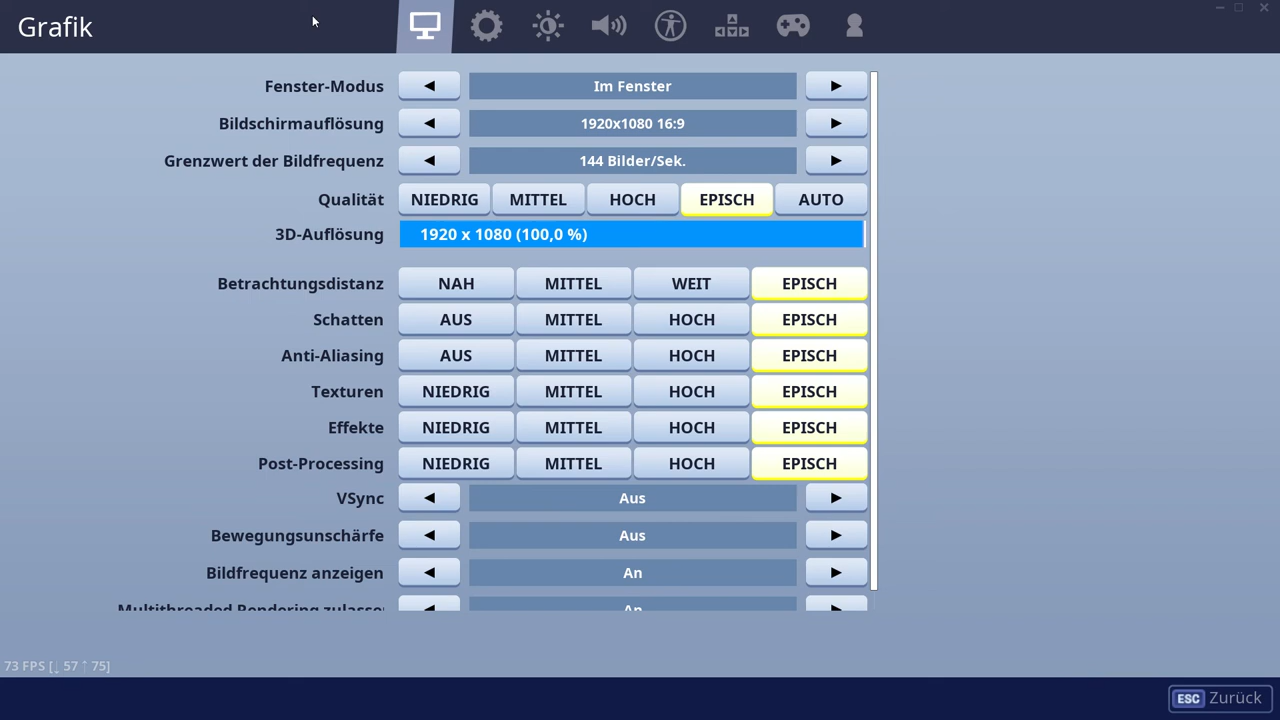 Grafik
Fenster-Modus ◄ Im Fenster ►
Bildschirmauflösung ◄ 1920x1080 16:9 ►
Grenzwert der Bildfrequenz ◄ 144 Bilder/Sek. ►
Qualität NIEDRIG MITTEL HOCH EPISCH AUTO
3D-Auflösung 1920 x 1080 (100,0 %)
Betrachtungsdistanz NAH MITTEL WEIT EPISCH
Schatten AUS MITTEL HOCH EPISCH
Anti-Aliasing AUS MITTEL HOCH EPISCH
Texturen NIEDRIG MITTEL HOCH EPISCH
Effekte NIEDRIG MITTEL HOCH EPISCH
Post-Processing NIEDRIG MITTEL HOCH EPISCH
VSync ◄ Aus ►
Bewegungsunschärfe ◄ Aus ►
Bildfrequenz anzeigen ◄ An ►
Multithreaded Rendering zulasse ◄ An ►
73 FPS [↓ 57 ↑ 75]
ESC Zurück